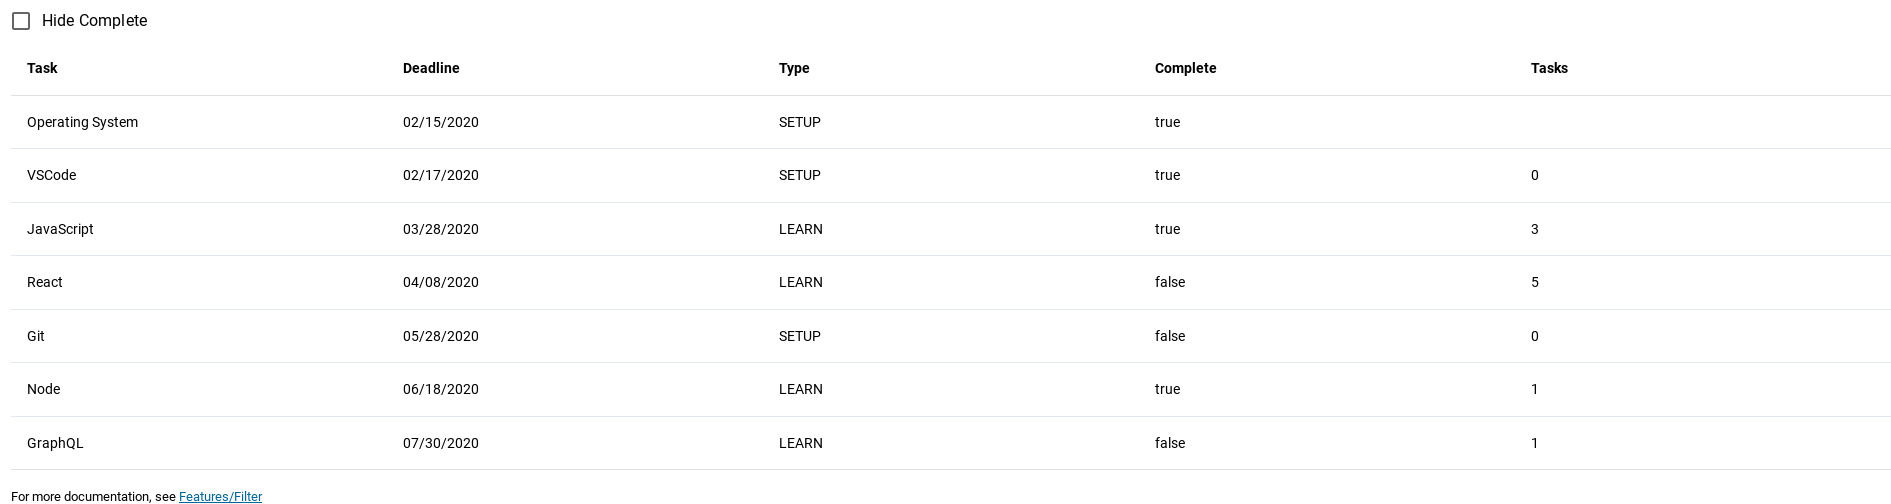 Hide Complete
Task Deadline Type Complete Tasks
Operating System 02/15/2020 SETUP true
VSCode 02/17/2020 SETUP true 0
JavaScript 03/28/2020 LEARN true 3
React 04/08/2020 LEARN false 5
Git 05/28/2020 SETUP false 0
Node 06/18/2020 LEARN true 1
GraphQL 07/30/2020 LEARN false 1
For more documentation, see Features/Filter